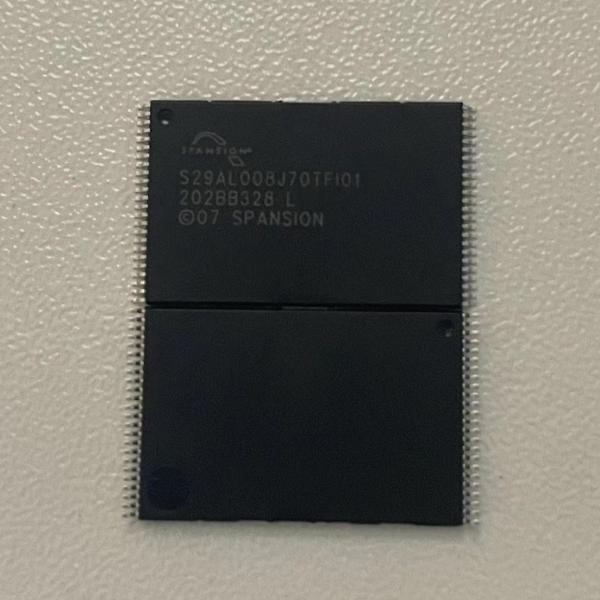 SPANSION
S29AL008J70TFI01
202BB328 L
©07 SPANSION